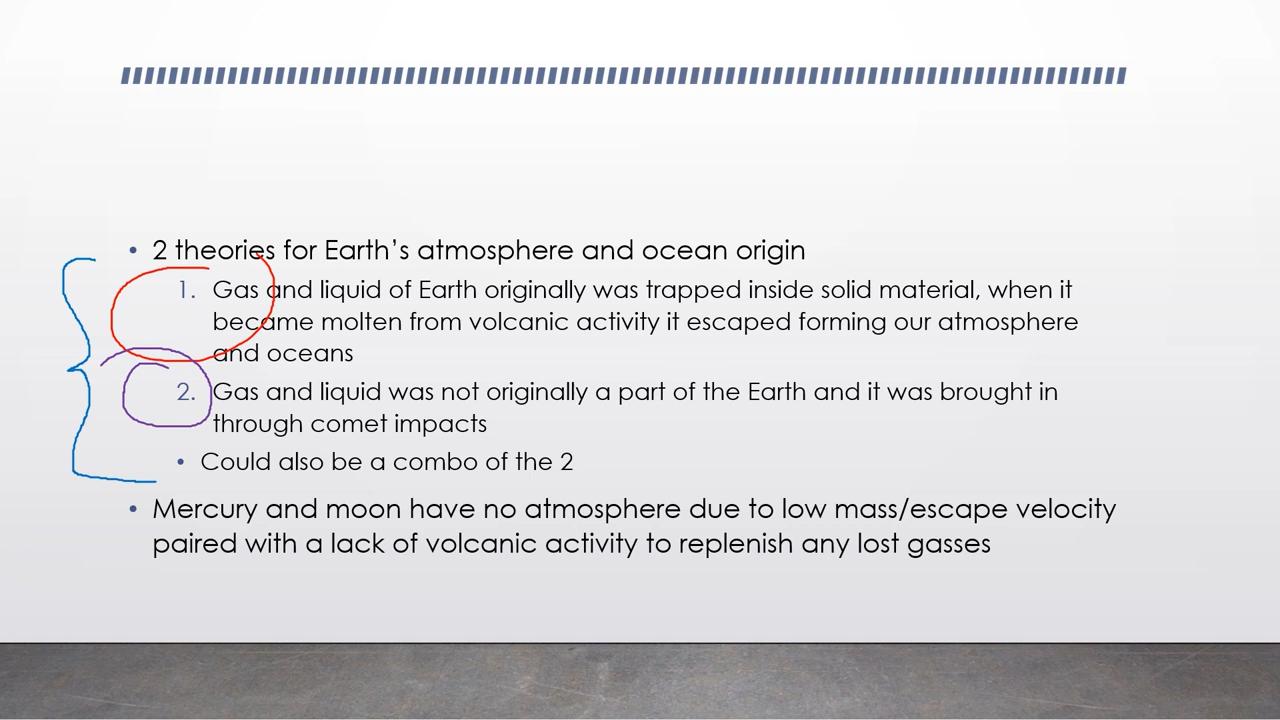 • 2 theories for Earth’s atmosphere and ocean origin
1. Gas and liquid of Earth originally was trapped inside solid material, when it
became molten from volcanic activity it escaped forming our atmosphere
and oceans
2. Gas and liquid was not originally a part of the Earth and it was brought in
through comet impacts
• Could also be a combo of the 2
• Mercury and moon have no atmosphere due to low mass/escape velocity
paired with a lack of volcanic activity to replenish any lost gasses